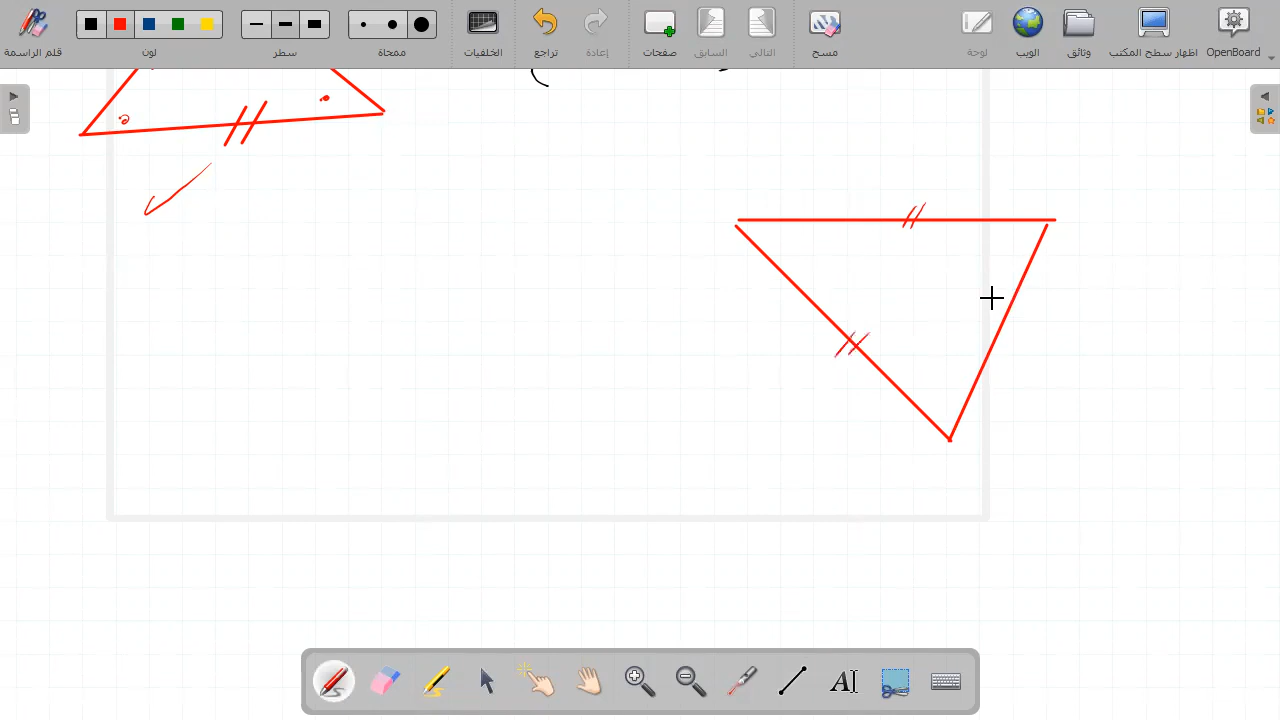 قلم الراسمة
لون
سطر
ممحاة
الخلفيات
تراجع
إعادة
صفحات
السابق
التالي
مسح
لوحة
الويب
وثائق
اظهار سطح المكتب
OpenBoard